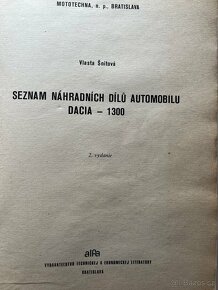 MOTOTECHNA, n. p., BRATISLAVA
Vlasta Šnitová
SEZNAM NÁHRADNÍCH DÍLŮ AUTOMOBILU
DACIA - 1300
2. vydanie
alfa
VYDAVATEĽSTVO TECHNICKEJ A EKONOMICKEJ LITERATÚRY
BRATISLAVA